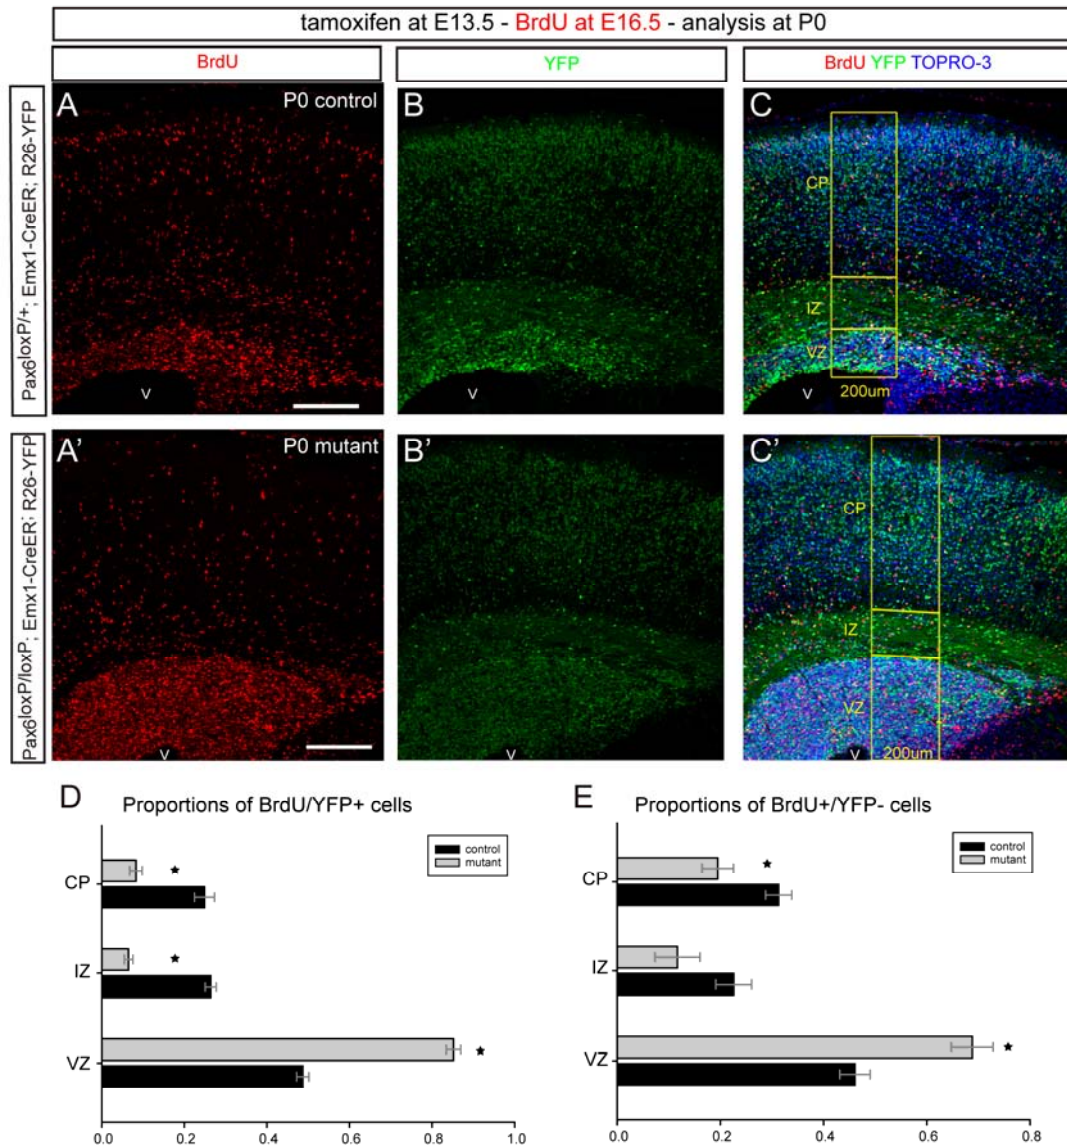 tamoxifen at E13.5 - BrdU at E16.5 - analysis at P0
BrdU
YFP
BrdU YFP TOPRO-3
Pax6loxP/+; Emx1-CreER; R26-YFP
A
P0 control
V
B
V
C
CP
IZ
VZ
V
200um
Pax6loxP/loxP; Emx1-CreER; R26-YFP
A'
P0 mutant
V
B'
V
C'
CP
IZ
VZ
V
200um
D
Proportions of BrdU/YFP+ cells
control
mutant
CP
IZ
VZ
0.0 0.2 0.4 0.6 0.8 1.0
E
Proportions of BrdU+/YFP- cells
control
mutant
CP
IZ
VZ
0.0 0.2 0.4 0.6 0.8